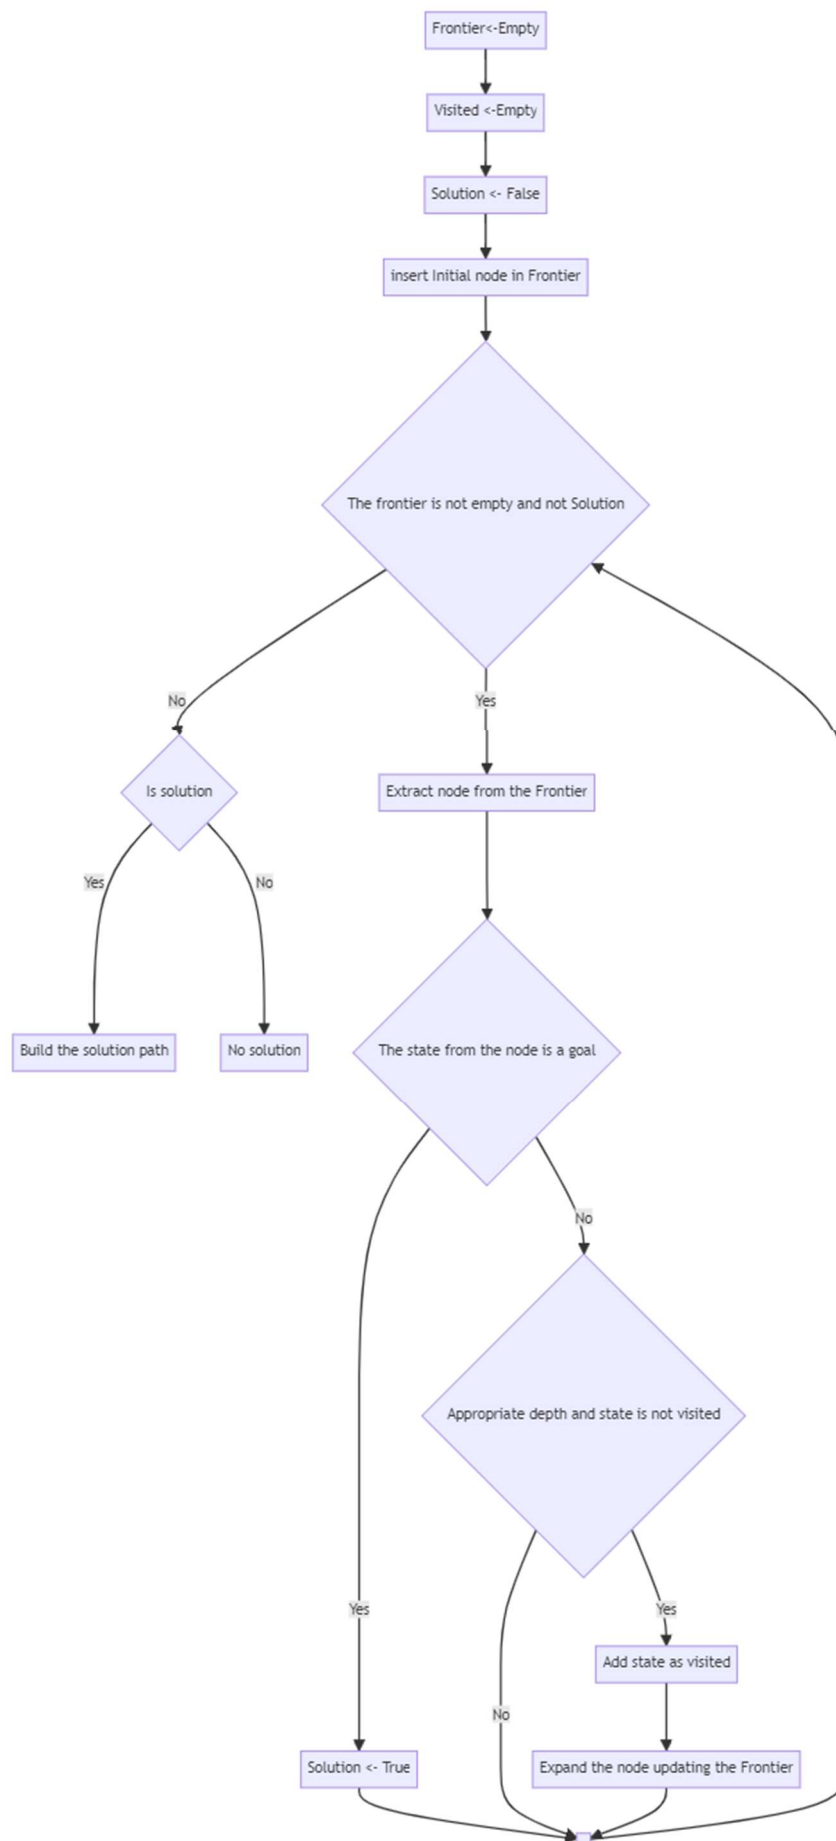 Frontier<-Empty
Visited <-Empty
Solution <- False
insert Initial node in Frontier
The frontier is not empty and not Solution
No
Yes
Is solution
Extract node from the Frontier
Yes
No
Build the solution path
No solution
The state from the node is a goal
No
Appropriate depth and state is not visited
Yes
Yes
Add state as visited
No
Solution <- True
Expand the node updating the Frontier